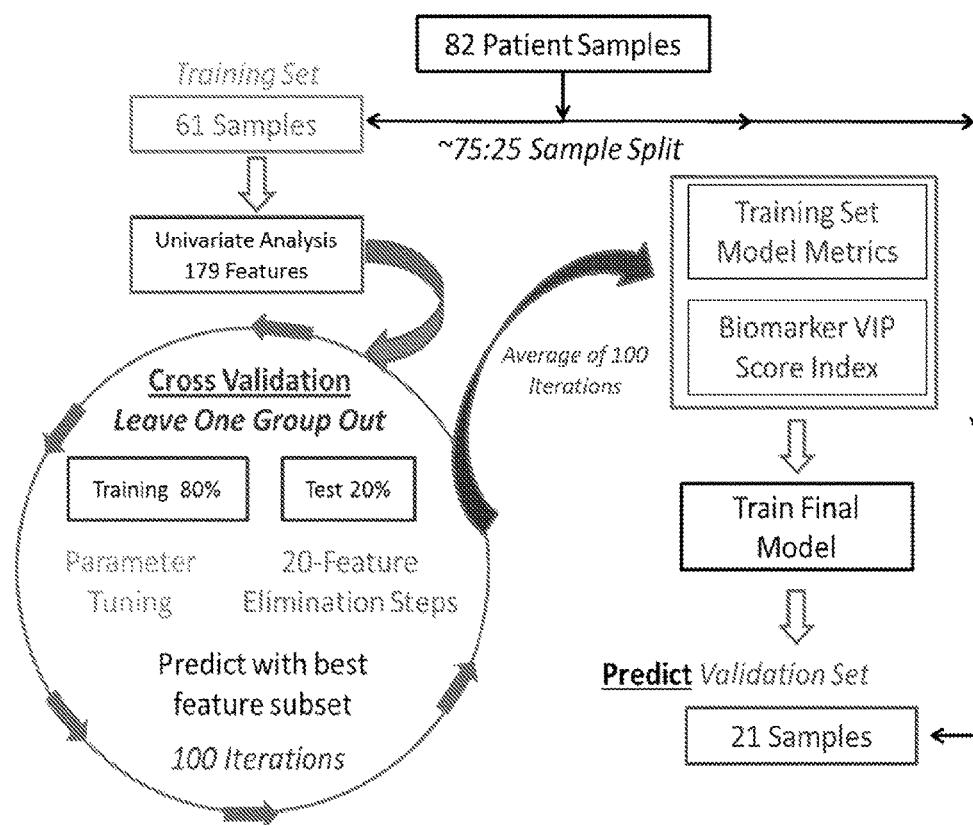 82 Patient Samples
Training Set
61 Samples
~75:25 Sample Split
Univariate Analysis
179 Features
Training Set
Model Metrics
Biomarker VIP
Score Index
Average of 100
Iterations
Cross Validation
Leave One Group Out
Training 80%
Test 20%
Parameter
Tuning
20-Feature
Elimination Steps
Predict with best
feature subset
100 Iterations
Train Final
Model
Predict Validation Set
21 Samples